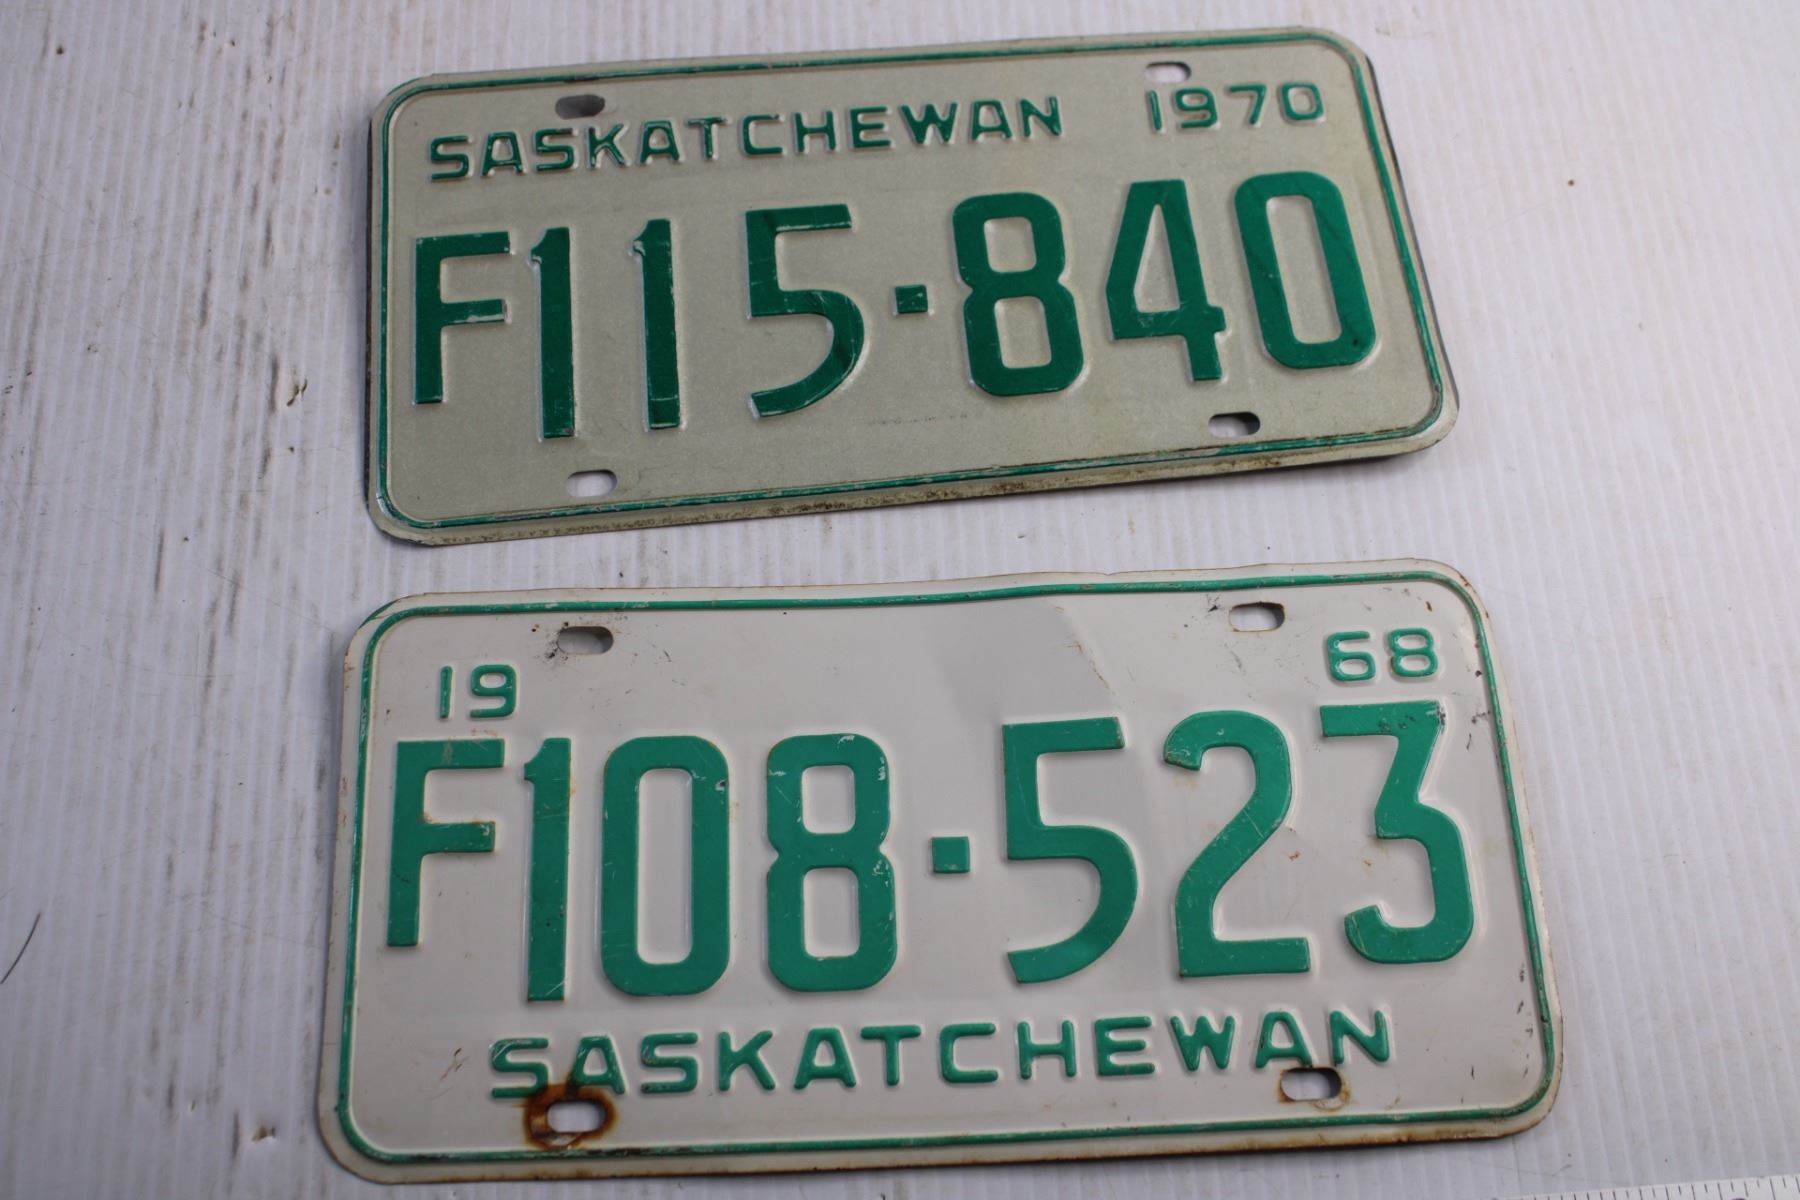 SASKATCHEWAN 1970
F115-840
19 68
F108-523
SASKATCHEWAN